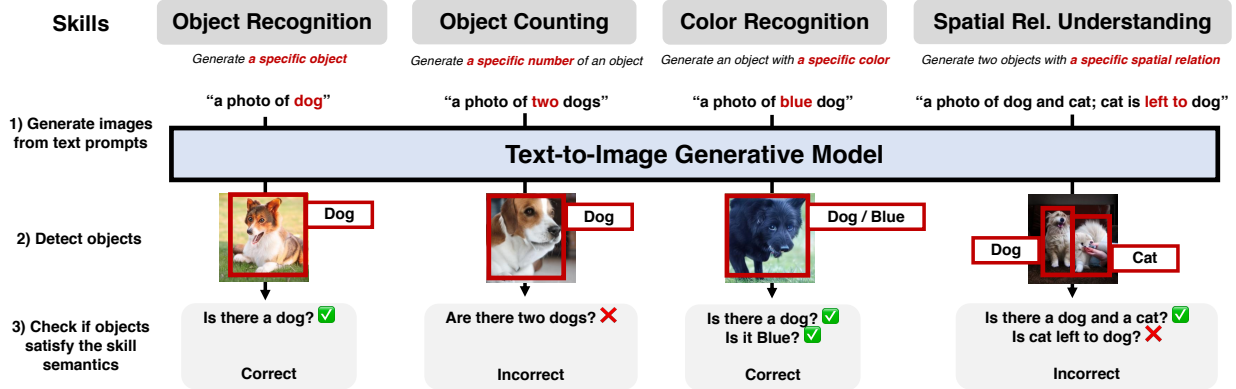 Skills
Object Recognition
Object Counting
Color Recognition
Spatial Rel. Understanding
Generate a specific object
Generate a specific number of an object
Generate an object with a specific color
Generate two objects with a specific spatial relation
1) Generate images
from text prompts
“a photo of dog”
“a photo of two dogs”
“a photo of blue dog”
“a photo of dog and cat; cat is left to dog”
Text-to-Image Generative Model
2) Detect objects
Dog
Dog
Dog / Blue
Dog
Cat
3) Check if objects
satisfy the skill
semantics
Is there a dog? ✅
Correct
Are there two dogs? ❌
Incorrect
Is there a dog? ✅
Is it Blue? ✅
Correct
Is there a dog and a cat? ✅
Is cat left to dog? ❌
Incorrect